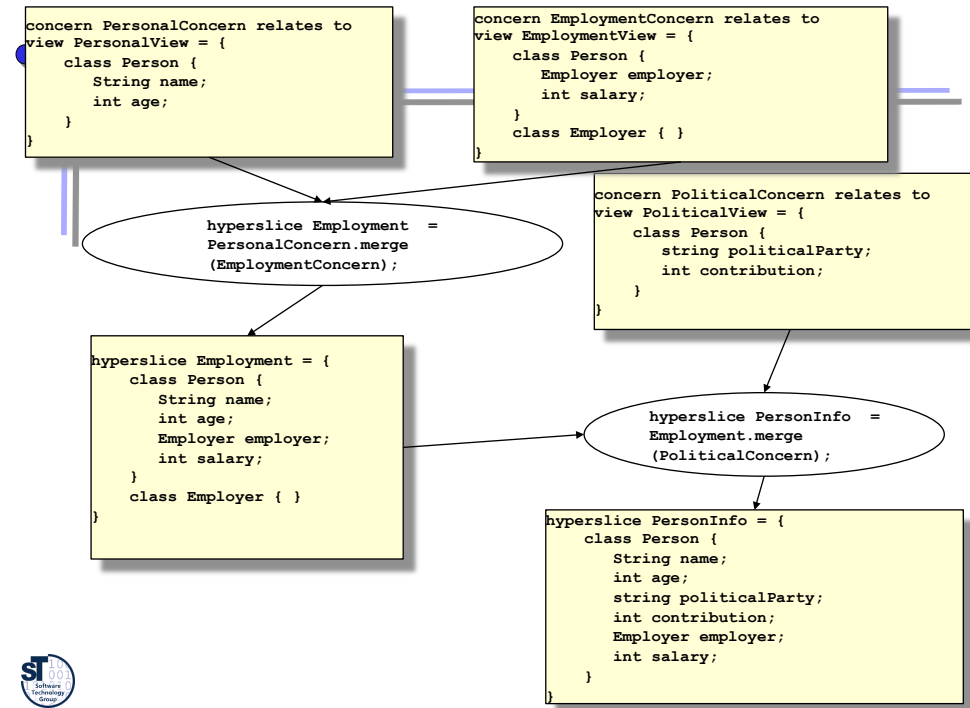 concern PersonalConcern relates to
view PersonalView = {
class Person {
String name;
int age;
}
}
concern EmploymentConcern relates to
view EmploymentView = {
class Person {
Employer employer;
int salary;
}
class Employer { }
}
concern PoliticalConcern relates to
view PoliticalView = {
class Person {
string politicalParty;
int contribution;
}
}
hyperslice Employment =
PersonalConcern.merge
(EmploymentConcern);
hyperslice Employment = {
class Person {
String name;
int age;
Employer employer;
int salary;
}
class Employer { }
}
hyperslice PersonInfo =
Employment.merge
(PoliticalConcern);
hyperslice PersonInfo = {
class Person {
String name;
int age;
string politicalParty;
int contribution;
Employer employer;
int salary;
}
}
ST
Software
Technology
Group